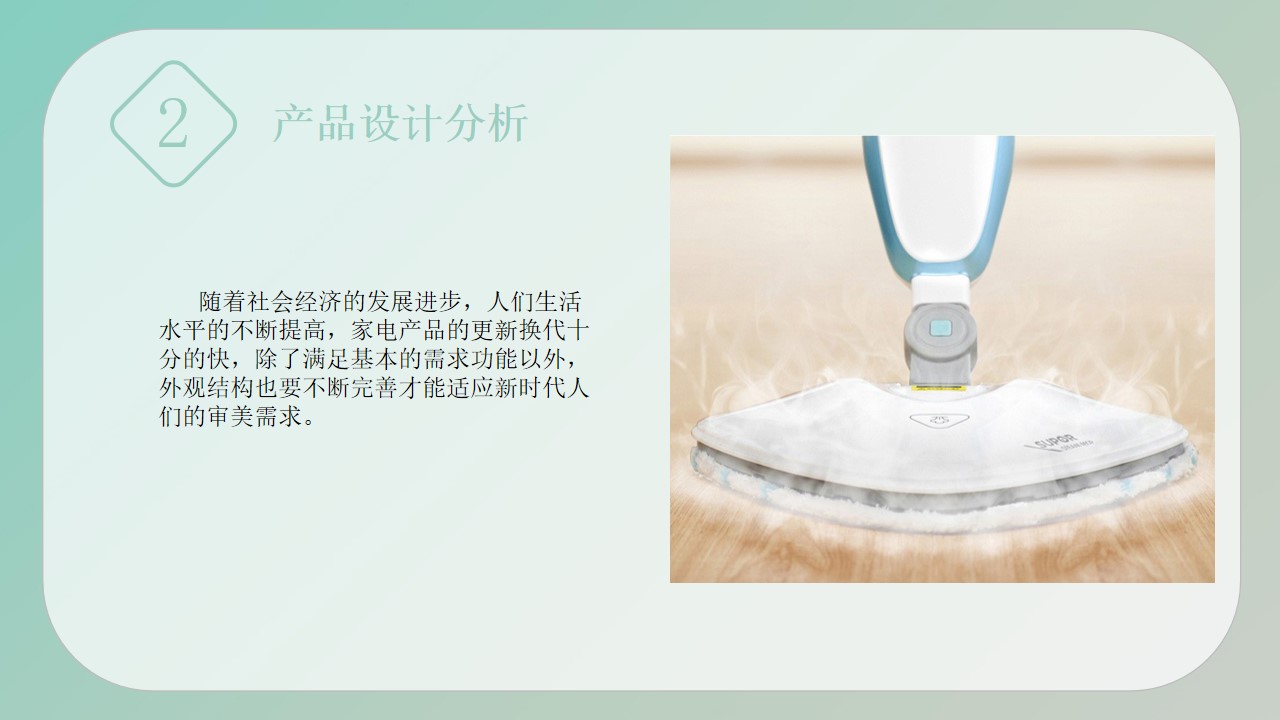 2
产品设计分析
随着社会经济的发展进步，人们生活
水平的不断提高，家电产品的更新换代十
分的快，除了满足基本的需求功能以外，
外观结构也要不断完善才能适应新时代人
们的审美需求。
SUPOR